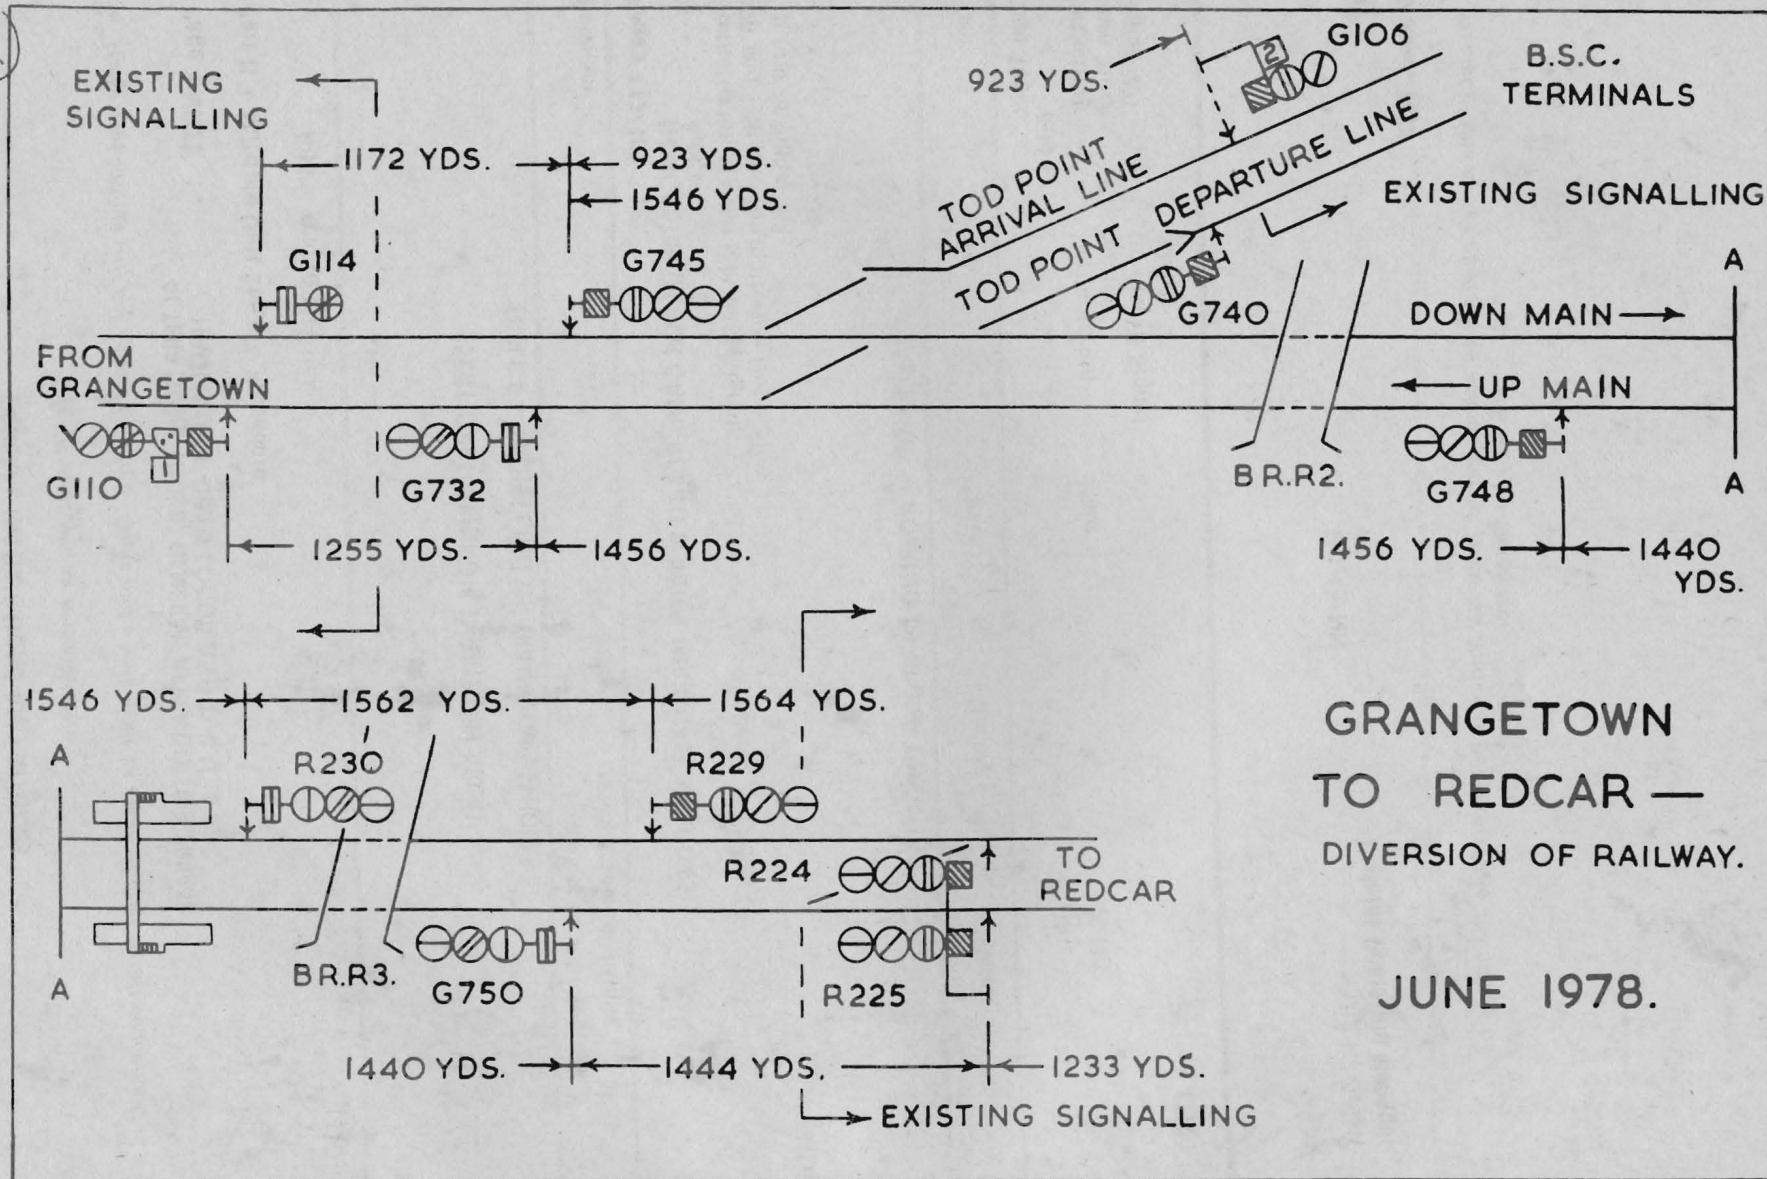 EXISTING
SIGNALLING
1172 YDS.
923 YDS.
1546 YDS.
923 YDS.
2
G106
B.S.C.
TERMINALS
TOD POINT
ARRIVAL LINE
TOD POINT DEPARTURE LINE
EXISTING SIGNALLING
G114
G745
G740
A
DOWN MAIN
FROM
GRANGETOWN
UP MAIN
G110
1
G732
BR.R2.
G748
A
1255 YDS.
1456 YDS.
1456 YDS.
1440
YDS.
1546 YDS.
1562 YDS.
1564 YDS.
A
R230
R229
R224
TO
REDCAR
A
BR.R3.
G750
R225
1440 YDS.
1444 YDS.
1233 YDS.
EXISTING SIGNALLING
GRANGETOWN
TO REDCAR —
DIVERSION OF RAILWAY.
JUNE 1978.